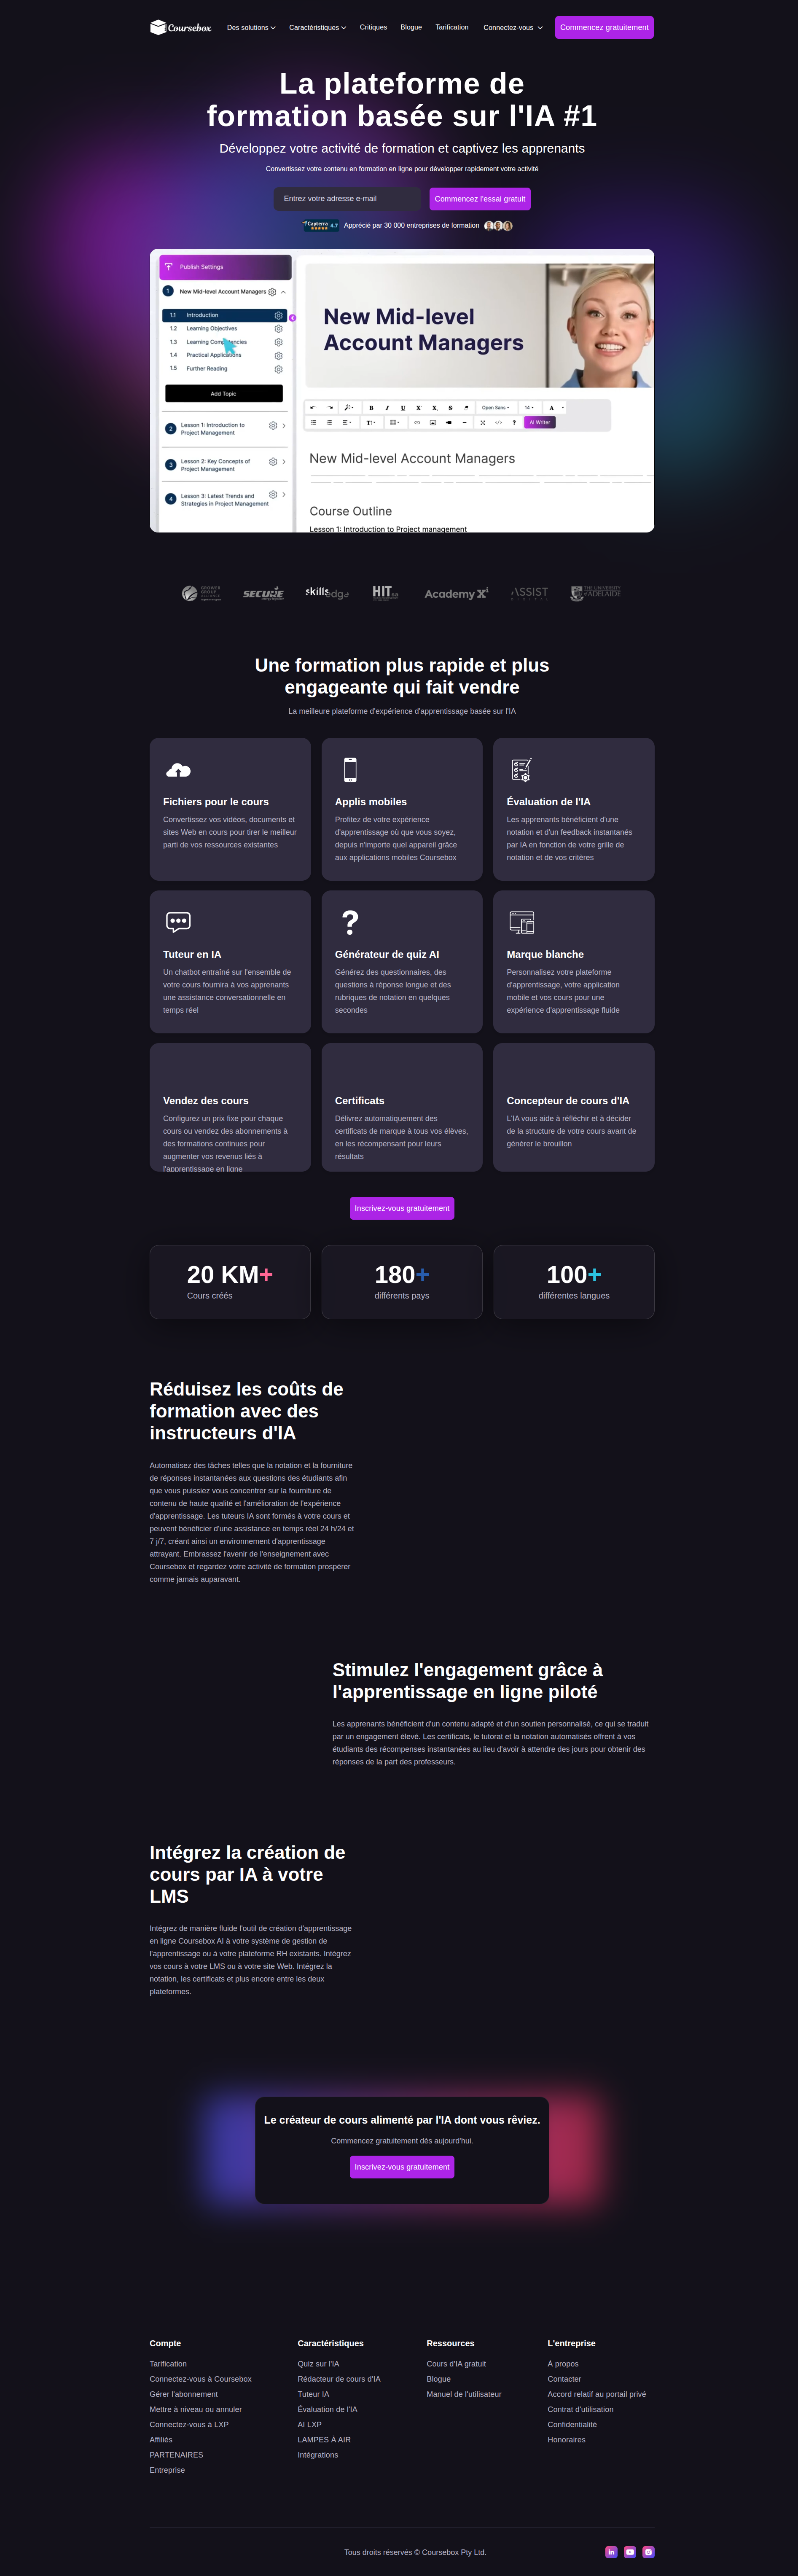 Coursebox
Des solutions
Caractéristiques
Critiques
Blogue
Tarification
Connectez-vous
Commencez gratuitement
La plateforme de
formation basée sur l'IA #1
Développez votre activité de formation et captivez les apprenants
Convertissez votre contenu en formation en ligne pour développer rapidement votre activité
Entrez votre adresse e-mail
Commencez l'essai gratuit
Capterra 4.7
Apprécié par 30 000 entreprises de formation
Publish Settings
1 New Mid-level Account Managers
1.1 Introduction
1.2 Learning Objectives
1.3 Learning Competencies
1.4 Practical Applications
1.5 Further Reading
Add Topic
2 Lesson 1: Introduction to
Project Management
3 Lesson 2: Key Concepts of
Project Management
4 Lesson 3: Latest Trends and
Strategies in Project Management
New Mid-level
Account Managers
Open Sans
14
AI Writer
New Mid-level Account Managers
Course Outline
Lesson 1: Introduction to Project management
SECURE
skills
edge
HIT
Academy Xi
ASSIST
DIGITAL
THE UNIVERSITY
of ADELAIDE
Une formation plus rapide et plus
engageante qui fait vendre
La meilleure plateforme d'expérience d'apprentissage basée sur l'IA
Fichiers pour le cours
Convertissez vos vidéos, documents et
sites Web en cours pour tirer le meilleur
parti de vos ressources existantes
Applis mobiles
Profitez de votre expérience
d'apprentissage où que vous soyez,
depuis n'importe quel appareil grâce
aux applications mobiles Coursebox
Évaluation de l'IA
Les apprenants bénéficient d'une
notation et d'un feedback instantanés
par IA en fonction de votre grille de
notation et de vos critères
Tuteur en IA
Un chatbot entraîné sur l'ensemble de
votre cours fournira à vos apprenants
une assistance conversationnelle en
temps réel
Générateur de quiz AI
Générez des questionnaires, des
questions à réponse longue et des
rubriques de notation en quelques
secondes
Marque blanche
Personnalisez votre plateforme
d'apprentissage, votre application
mobile et vos cours pour une
expérience d'apprentissage fluide
Vendez des cours
Configurez un prix fixe pour chaque
cours ou vendez des abonnements à
des formations continues pour
augmenter vos revenus liés à
l'apprentissage en ligne
Certificats
Délivrez automatiquement des
certificats de marque à tous vos élèves,
en les récompensant pour leurs
résultats
Concepteur de cours d'IA
L'IA vous aide à réfléchir et à décider
de la structure de votre cours avant de
générer le brouillon
Inscrivez-vous gratuitement
20 KM+
Cours créés
180+
différents pays
100+
différentes langues
Réduisez les coûts de
formation avec des
instructeurs d'IA
Automatisez des tâches telles que la notation et la fourniture
de réponses instantanées aux questions des étudiants afin
que vous puissiez vous concentrer sur la fourniture de
contenu de haute qualité et l'amélioration de l'expérience
d'apprentissage. Les tuteurs IA sont formés à votre cours et
peuvent bénéficier d'une assistance en temps réel 24 h/24 et
7 j/7, créant ainsi un environnement d'apprentissage
attrayant. Embrassez l'avenir de l'enseignement avec
Coursebox et regardez votre activité de formation prospérer
comme jamais auparavant.
Stimulez l'engagement grâce à
l'apprentissage en ligne piloté
Les apprenants bénéficient d'un contenu adapté et d'un soutien personnalisé, ce qui se traduit
par un engagement élevé. Les certificats, le tutorat et la notation automatisés offrent à vos
étudiants des récompenses instantanées au lieu d'avoir à attendre des jours pour obtenir des
réponses de la part des professeurs.
Intégrez la création de
cours par IA à votre
LMS
Intégrez de manière fluide l'outil de création d'apprentissage
en ligne Coursebox AI à votre système de gestion de
l'apprentissage ou à votre plateforme RH existants. Intégrez
vos cours à votre LMS ou à votre site Web. Intégrez la
notation, les certificats et plus encore entre les deux
plateformes.
Le créateur de cours alimenté par l'IA dont vous rêviez.
Commencez gratuitement dès aujourd'hui.
Inscrivez-vous gratuitement
Compte
Tarification
Connectez-vous à Coursebox
Gérer l'abonnement
Mettre à niveau ou annuler
Connectez-vous à LXP
Affiliés
PARTENAIRES
Entreprise
Caractéristiques
Quiz sur l'IA
Rédacteur de cours d'IA
Tuteur IA
Évaluation de l'IA
AI LXP
LAMPES À AIR
Intégrations
Ressources
Cours d'IA gratuit
Blogue
Manuel de l'utilisateur
L'entreprise
À propos
Contacter
Accord relatif au portail privé
Contrat d'utilisation
Confidentialité
Honoraires
Tous droits réservés © Coursebox Pty Ltd.